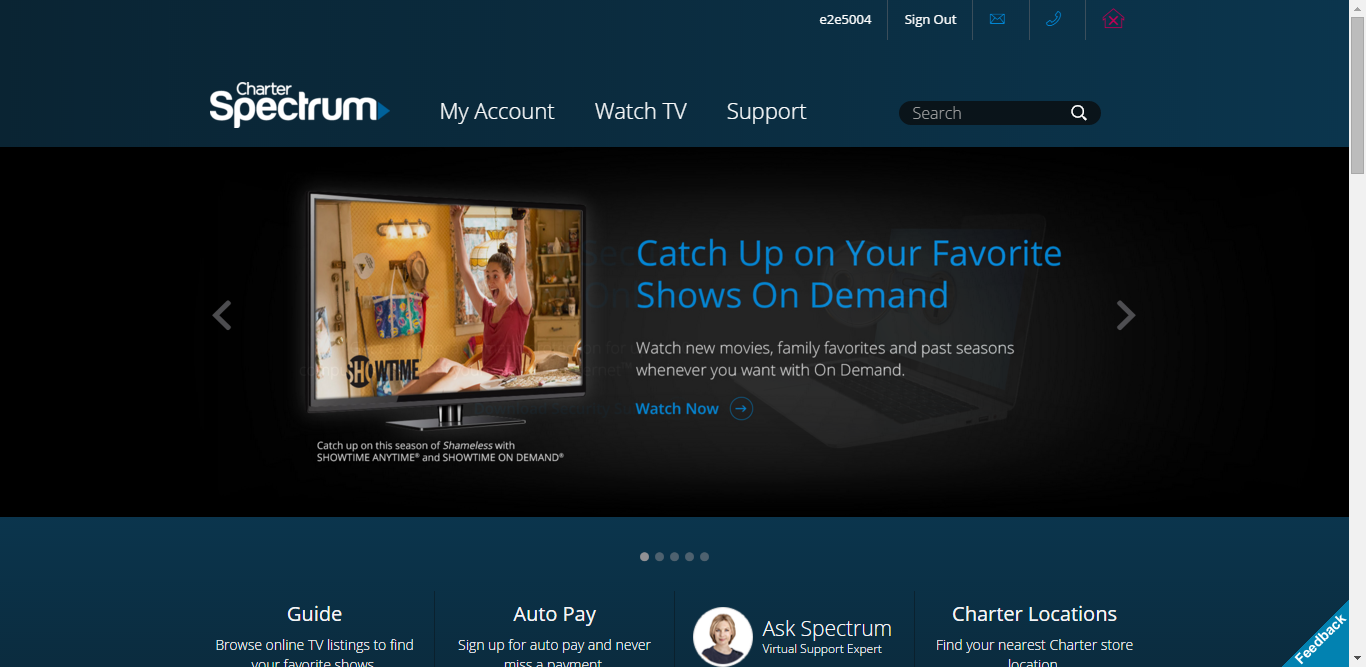 e2e5004
Sign Out
Charter
Spectrum
My Account
Watch TV
Support
Search
Catch Up on Your Favorite
Shows On Demand
Watch new movies, family favorites and past seasons
whenever you want with On Demand.
Watch Now
SHOWTIME
Catch up on this season of Shameless with
SHOWTIME ANYTIME® and SHOWTIME ON DEMAND®
Guide
Browse online TV listings to find
your favorite shows
Auto Pay
Sign up for auto pay and never
miss a payment
Ask Spectrum
Virtual Support Expert
Charter Locations
Find your nearest Charter store
location
Feedback